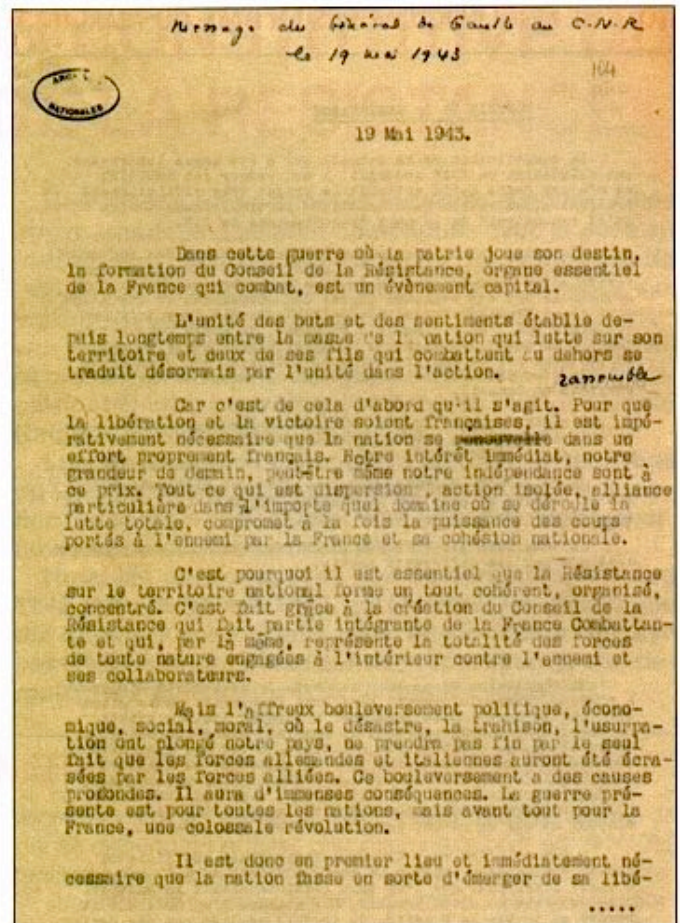 Message du Général de Gaulle au C.N.R
le 19 mai 1943
104
ARCH
NATIONALES
19 Mai 1943.
Dans cette guerre où la patrie joue son destin,
la formation du Conseil de la Résistance, organe essentiel
de la France qui combat, est un évènement capital.
L'unité des buts et des sentiments établie de-
puis longtemps entre la masse de la nation qui lutte sur son
territoire et ceux de ses fils qui combattent au dehors se
traduit désormais par l'unité dans l'action.
rassemble
Car c'est de cela d'abord qu'il s'agit. Pour que
la libération et la victoire soient françaises, il est impé-
rativement nécessaire que la nation se renouvelle dans un
effort proprement français. Notre intérêt immédiat, notre
grandeur de demain, peut-être même notre indépendance sont à
ce prix. Tout ce qui est dispersion, action isolée, alliance
particulière dans n'importe quel domaine où se déroule la
lutte totale, compromet à la fois la puissance des coups
portés à l'ennemi par la France et sa cohésion nationale.
C'est pourquoi il est essentiel que la Résistance
sur le territoire national forme un tout cohérent, organisé,
concentré. C'est fait grâce à la création du Conseil de la
Résistance qui fait partie intégrante de la France Combattan-
te et qui, par là même, représente la totalité des forces
de toute nature engagées à l'intérieur contre l'ennemi et
ses collaborateurs.
Mais l'affreux bouleversement politique, écono-
mique, social, moral, où le désastre, la trahison, l'usurpa-
tion ont plongé notre pays, ne prendra pas fin par le seul
fait que les forces allemandes et italiennes auront été écra-
sées par les forces alliées. Ce bouleversement a des causes
profondes. Il aura d'immenses conséquences. La guerre pré-
sente est pour toutes les nations, mais avant tout pour la
France, une colossale révolution.
Il est donc en premier lieu et immédiatement né-
cessaire que la nation fasse en sorte d'émerger de sa libé-
.....